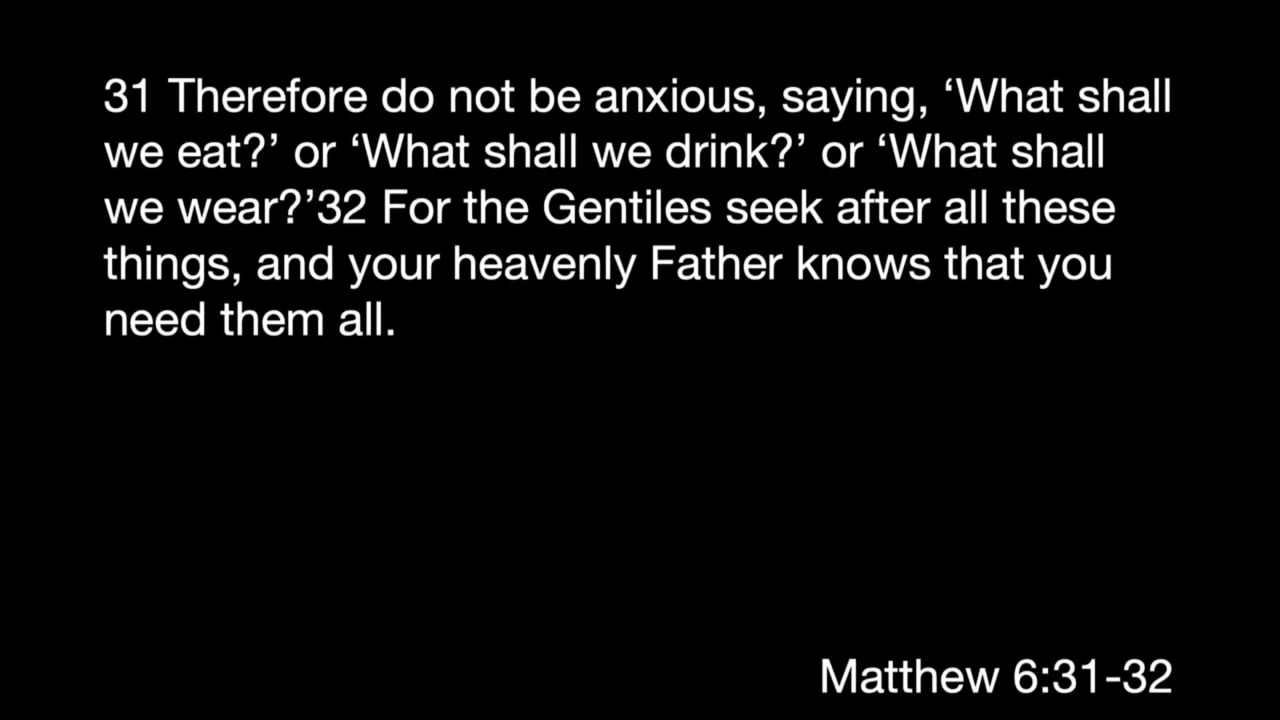 31 Therefore do not be anxious, saying, ‘What shall
we eat?’ or ‘What shall we drink?’ or ‘What shall
we wear?’32 For the Gentiles seek after all these
things, and your heavenly Father knows that you
need them all.
Matthew 6:31-32